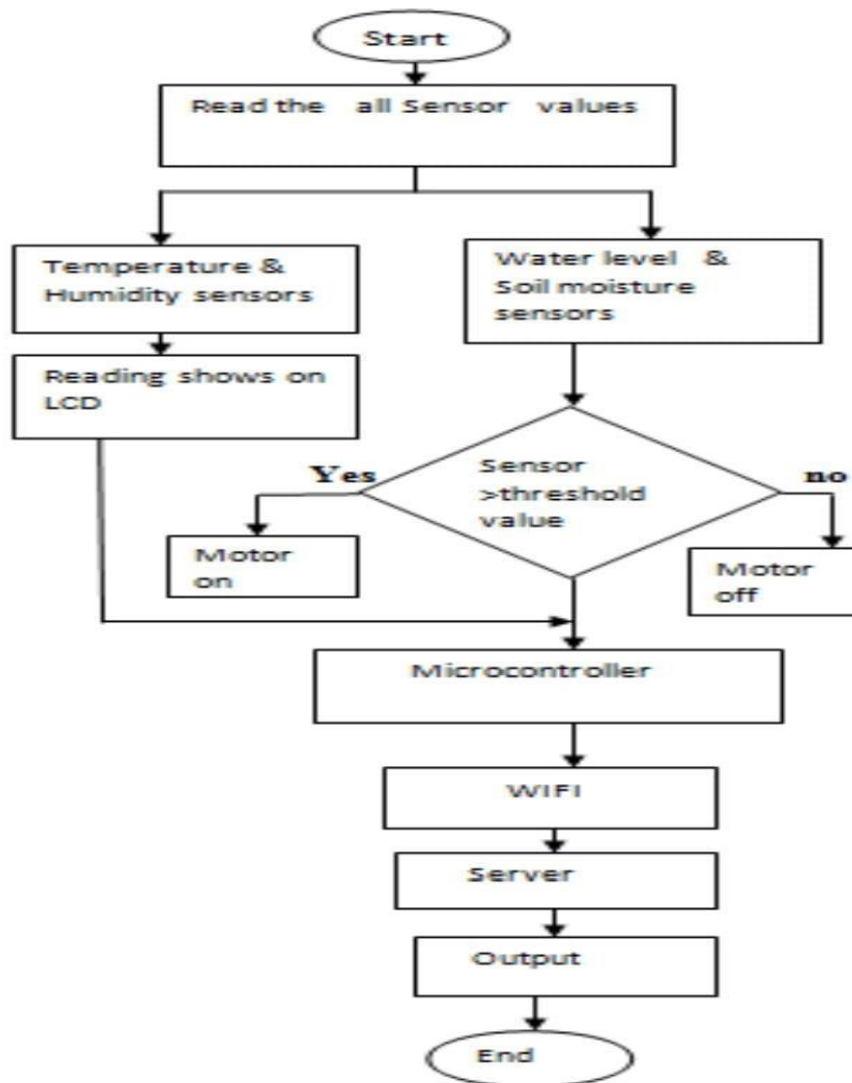 Start
Read the all Sensor values
Temperature &
Humidity sensors
Water level &
Soil moisture
sensors
Reading shows on
LCD
Yes
Sensor
>threshold
value
no
Motor
on
Motor
off
Microcontroller
WIFI
Server
Output
End